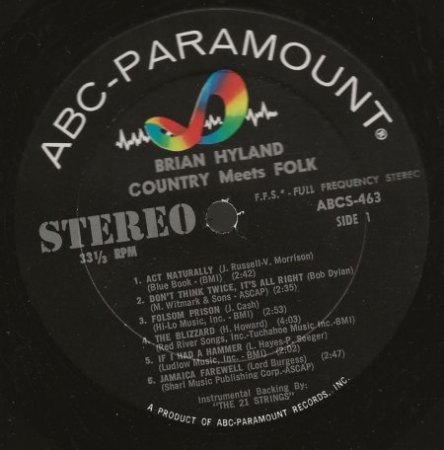 ABC-PARAMOUNT®
BRIAN HYLAND
COUNTRY Meets FOLK
F.F.S.* - FULL FREQUENCY STEREO
STEREO
33⅓ RPM
ABCS-463
SIDE 1
1. ACT NATURALLY (J. Russell-V. Morrison)
(Blue Book - BMI) (2:42)
2. DON'T THINK TWICE, IT'S ALL RIGHT (Bob Dylan)
(M. Witmark & Sons - ASCAP) (2:35)
3. FOLSOM PRISON (J. Cash)
(Hi-Lo Music, Inc. - BMI) (2:53)
4. THE BLIZZARD (H. Howard) (4:03)
(Red River Songs, Inc.-Tuchahoe Music Inc.-BMI)
5. IF I HAD A HAMMER (L. Hayes-P. Seeger)
(Ludlow Music, Inc. - BMI) (2:02)
6. JAMAICA FAREWELL (Lord Burgess) (2:47)
(Shari Music Publishing Corp.-ASCAP)
Instrumental Backing By:
"THE 21 STRINGS"
A PRODUCT OF ABC-PARAMOUNT RECORDS, INC.